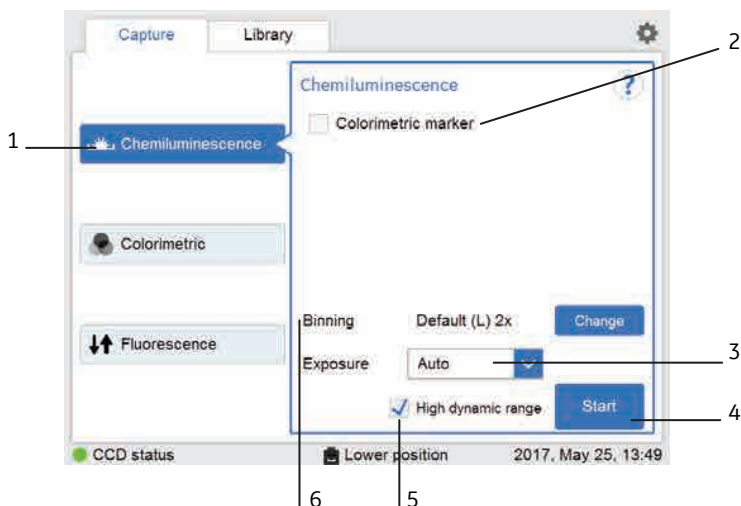 Capture
Library
2
Chemiluminescence
?
Colorimetric marker
1
Chemiluminescence
Colorimetric
Binning
Default (L) 2x
Change
Fluorescence
Exposure
Auto
3
High dynamic range
Start
4
CCD status
Lower position
2017, May 25, 13:49
6
5